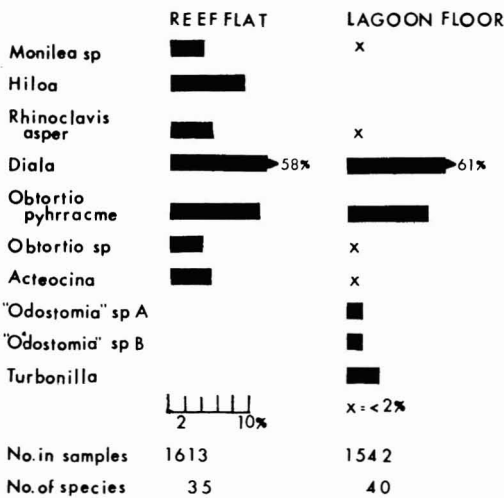 REEF FLAT LAGOON FLOOR
Monilea sp x
Hiloa
Rhinoclavis
asper x
Diala 58% 61%
Obtortio
pyhrracme
Obtortio sp x
Acteocina x
"Odostomia" sp A
"Odostomia" sp B
Turbonilla
2 10% x = <2%
No. in samples 1613 1542
No. of species 35 40